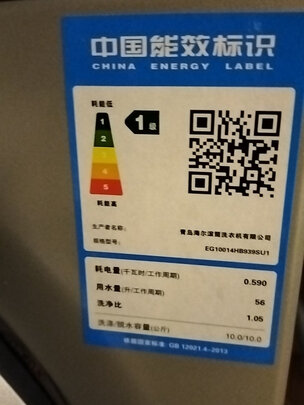 中国能效标识
CHINA ENERGY LABEL
耗能低
1
2
3
4
5
1级
耗能高
生产者名称: 青岛海尔滚筒洗衣机有限公司
规格型号: EG10014HB939SU1
耗电量(千瓦时/工作周期) 0.590
用水量(升/工作周期) 56
洗净比 1.05
洗涤/脱水容量(公斤) 10.0/10.0
依据国家标准 GB 12021.4-2013